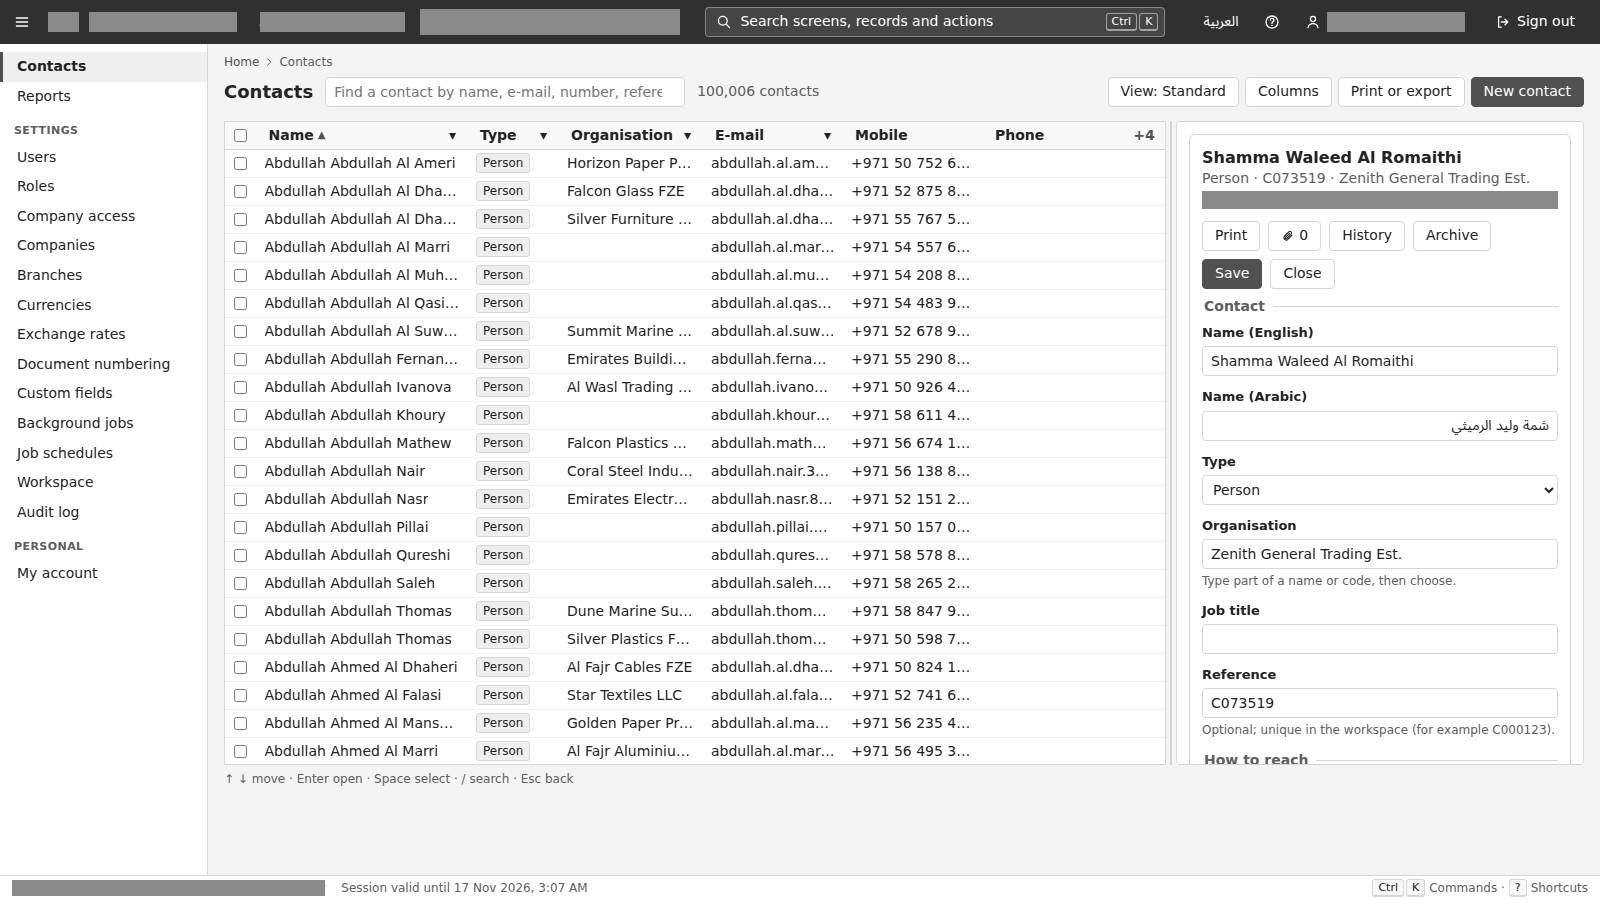 Search screens, records and actions Ctrl K العربية Sign out
Contacts
Reports
SETTINGS
Users
Roles
Company access
Companies
Branches
Currencies
Exchange rates
Document numbering
Custom fields
Background jobs
Job schedules
Workspace
Audit log
PERSONAL
My account
Home > Contacts
Contacts Find a contact by name, e-mail, number, refere 100,006 contacts View: Standard Columns Print or export New contact
Name ▲ ▼ Type ▼ Organisation ▼ E-mail ▼ Mobile Phone +4
Abdullah Abdullah Al Ameri Person Horizon Paper P… abdullah.al.am… +971 50 752 6…
Abdullah Abdullah Al Dha… Person Falcon Glass FZE abdullah.al.dha… +971 52 875 8…
Abdullah Abdullah Al Dha… Person Silver Furniture … abdullah.al.dha… +971 55 767 5…
Abdullah Abdullah Al Marri Person abdullah.al.mar… +971 54 557 6…
Abdullah Abdullah Al Muh… Person abdullah.al.mu… +971 54 208 8…
Abdullah Abdullah Al Qasi… Person abdullah.al.qas… +971 54 483 9…
Abdullah Abdullah Al Suw… Person Summit Marine … abdullah.al.suw… +971 52 678 9…
Abdullah Abdullah Fernan… Person Emirates Buildi… abdullah.ferna… +971 55 290 8…
Abdullah Abdullah Ivanova Person Al Wasl Trading … abdullah.ivano… +971 50 926 4…
Abdullah Abdullah Khoury Person abdullah.khour… +971 58 611 4…
Abdullah Abdullah Mathew Person Falcon Plastics … abdullah.math… +971 56 674 1…
Abdullah Abdullah Nair Person Coral Steel Indu… abdullah.nair.3… +971 56 138 8…
Abdullah Abdullah Nasr Person Emirates Electr… abdullah.nasr.8… +971 52 151 2…
Abdullah Abdullah Pillai Person abdullah.pillai.… +971 50 157 0…
Abdullah Abdullah Qureshi Person abdullah.qures… +971 58 578 8…
Abdullah Abdullah Saleh Person abdullah.saleh.… +971 58 265 2…
Abdullah Abdullah Thomas Person Dune Marine Su… abdullah.thom… +971 58 847 9…
Abdullah Abdullah Thomas Person Silver Plastics F… abdullah.thom… +971 50 598 7…
Abdullah Ahmed Al Dhaheri Person Al Fajr Cables FZE abdullah.al.dha… +971 50 824 1…
Abdullah Ahmed Al Falasi Person Star Textiles LLC abdullah.al.fala… +971 52 741 6…
Abdullah Ahmed Al Mans… Person Golden Paper Pr… abdullah.al.ma… +971 56 235 4…
Abdullah Ahmed Al Marri Person Al Fajr Aluminiu… abdullah.al.mar… +971 56 495 3…
↑ ↓ move · Enter open · Space select · / search · Esc back
Shamma Waleed Al Romaithi
Person · C073519 · Zenith General Trading Est.
Print 0 History Archive
Save Close
Contact
Name (English)
Shamma Waleed Al Romaithi
Name (Arabic)
شمة وليد الرميثي
Type
Person
Organisation
Zenith General Trading Est.
Type part of a name or code, then choose.
Job title
Reference
C073519
Optional; unique in the workspace (for example C000123).
How to reach
Session valid until 17 Nov 2026, 3:07 AM Ctrl K Commands · ? Shortcuts